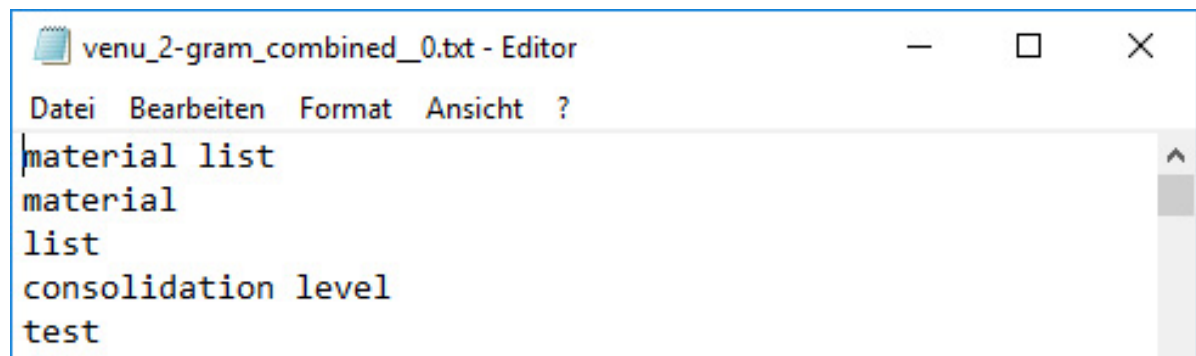 venu_2-gram_combined__0.txt - Editor
Datei Bearbeiten Format Ansicht ?
material list
material
list
consolidation level
test